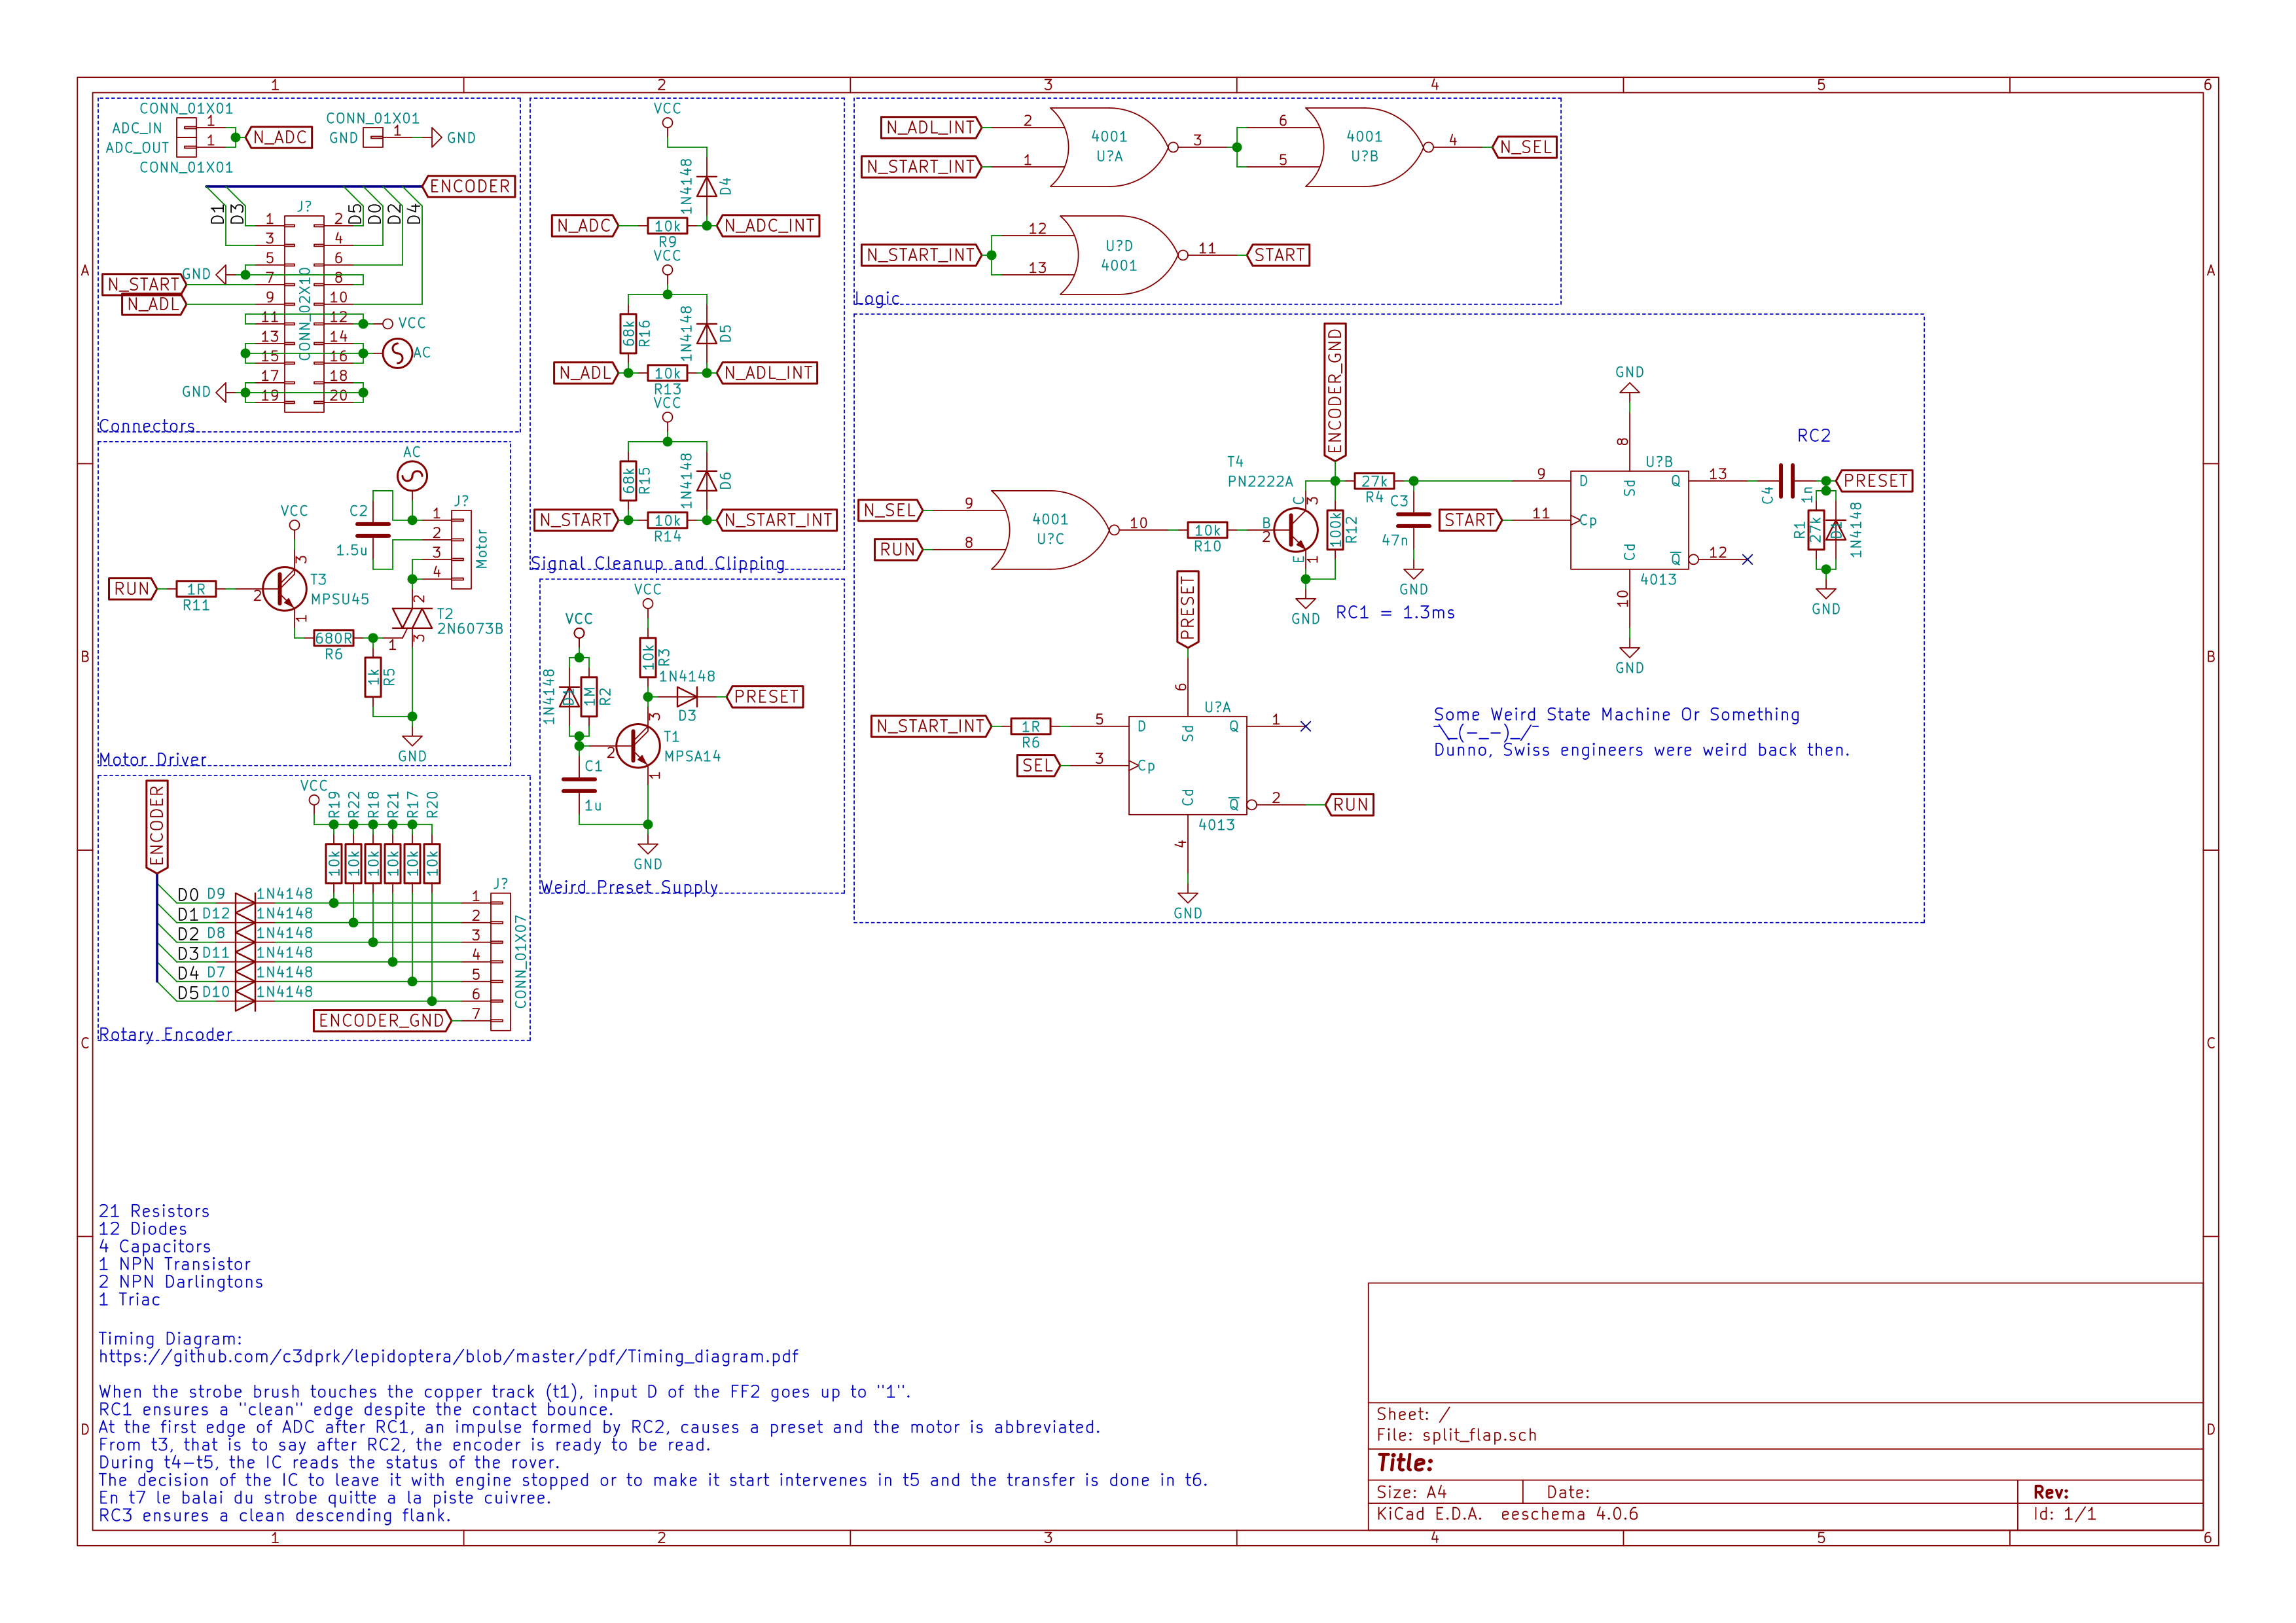 1 2 3 4 5 6
A
B
C
D
CONN_01X01
ADC_IN 1
ADC_OUT 1
N_ADC
CONN_01X01
CONN_01X01
GND 1 GND
ENCODER
D1 D3 D5 D0 D2 D4
J?
1 2
3 4
5 6
7 8
9 10
11 12
13 14
15 16
17 18
19 20
CONN_02X10
GND
N_START
N_ADL
VCC
AC
GND
Connectors
AC
C2
1.5u
J?
1
2
3
4
Motor
VCC
RUN
1R
R11
2
3
1
T3
MPSU45
680R
R6
1k
R5
1
2
3
T2
2N6073B
GND
Motor Driver
ENCODER
VCC
R19 R22 R18 R21 R17 R20
10k 10k 10k 10k 10k 10k
J?
D0 D9 1N4148 1
D1 D12 1N4148 2
D2 D8 1N4148 3
D3 D11 1N4148 4
D4 D7 1N4148 5
D5 D10 1N4148 6
ENCODER_GND 7
CONN_01X07
Rotary Encoder
VCC
1N4148
D4
N_ADC
10k
R9
N_ADC_INT
VCC
68k
R16
1N4148
D5
N_ADL
10k
R13
N_ADL_INT
VCC
68k
R15
1N4148
D6
N_START
10k
R14
N_START_INT
Signal Cleanup and Clipping
VCC
VCC
10k
R3
1N4148
1M
R2
1N4148
D3
PRESET
2
3
1
T1
MPSA14
C1
1u
GND
Weird Preset Supply
N_ADL_INT 2
N_START_INT 1
4001
U?A
3
6
5
4001
U?B
4
N_SEL
N_START_INT
12
13
U?D
4001
11
START
Logic
N_SEL 9
RUN 8
4001
U?C
10
10k
R10
T4
PN2222A
B
2
C
3
E
1
GND
ENCODER_GND
100k
R12
27k
R4
C3
47n
GND
RC1 = 1.3ms
START
GND
8
U?B
9 D
11 Cp
Sd
Cd
Q 13
Q 12
4013
10
GND
C4
1n
RC2
PRESET
R1
27k
1N4148
GND
PRESET
6
U?A
N_START_INT
1R
R6
5 D
SEL
3 Cp
Sd
Cd
Q 1
Q 2
RUN
4013
4
GND
Some Weird State Machine Or Something
¯\_(-_-)_/¯
Dunno, Swiss engineers were weird back then.
21 Resistors
12 Diodes
4 Capacitors
1 NPN Transistor
2 NPN Darlingtons
1 Triac
Timing Diagram:
https://github.com/c3dprk/lepidoptera/blob/master/pdf/Timing_diagram.pdf
When the strobe brush touches the copper track (t1), input D of the FF2 goes up to "1".
RC1 ensures a "clean" edge despite the contact bounce.
At the first edge of ADC after RC1, an impulse formed by RC2, causes a preset and the motor is abbreviated.
From t3, that is to say after RC2, the encoder is ready to be read.
During t4-t5, the IC reads the status of the rover.
The decision of the IC to leave it with engine stopped or to make it start intervenes in t5 and the transfer is done in t6.
En t7 le balai du strobe quitte a la piste cuivree.
RC3 ensures a clean descending flank.
Sheet: /
File: split_flap.sch
Title:
Size: A4 Date: Rev:
KiCad E.D.A. eeschema 4.0.6 Id: 1/1
A
B
C
D
1 2 3 4 5 6